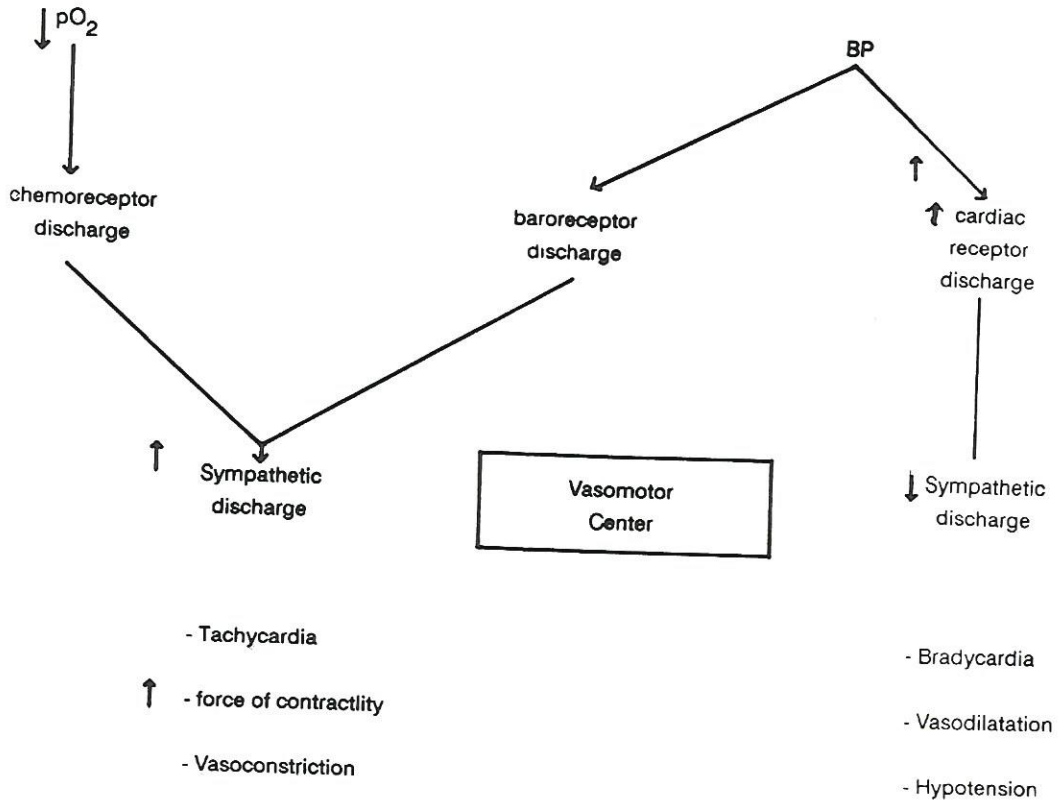 ↓ pO₂
BP
chemoreceptor
discharge
baroreceptor
discharge
↑
↑ cardiac
receptor
discharge
↑ Sympathetic
discharge
Vasomotor
Center
↓ Sympathetic
discharge
- Tachycardia
↑ - force of contractlity
- Vasoconstriction
- Bradycardia
- Vasodilatation
- Hypotension